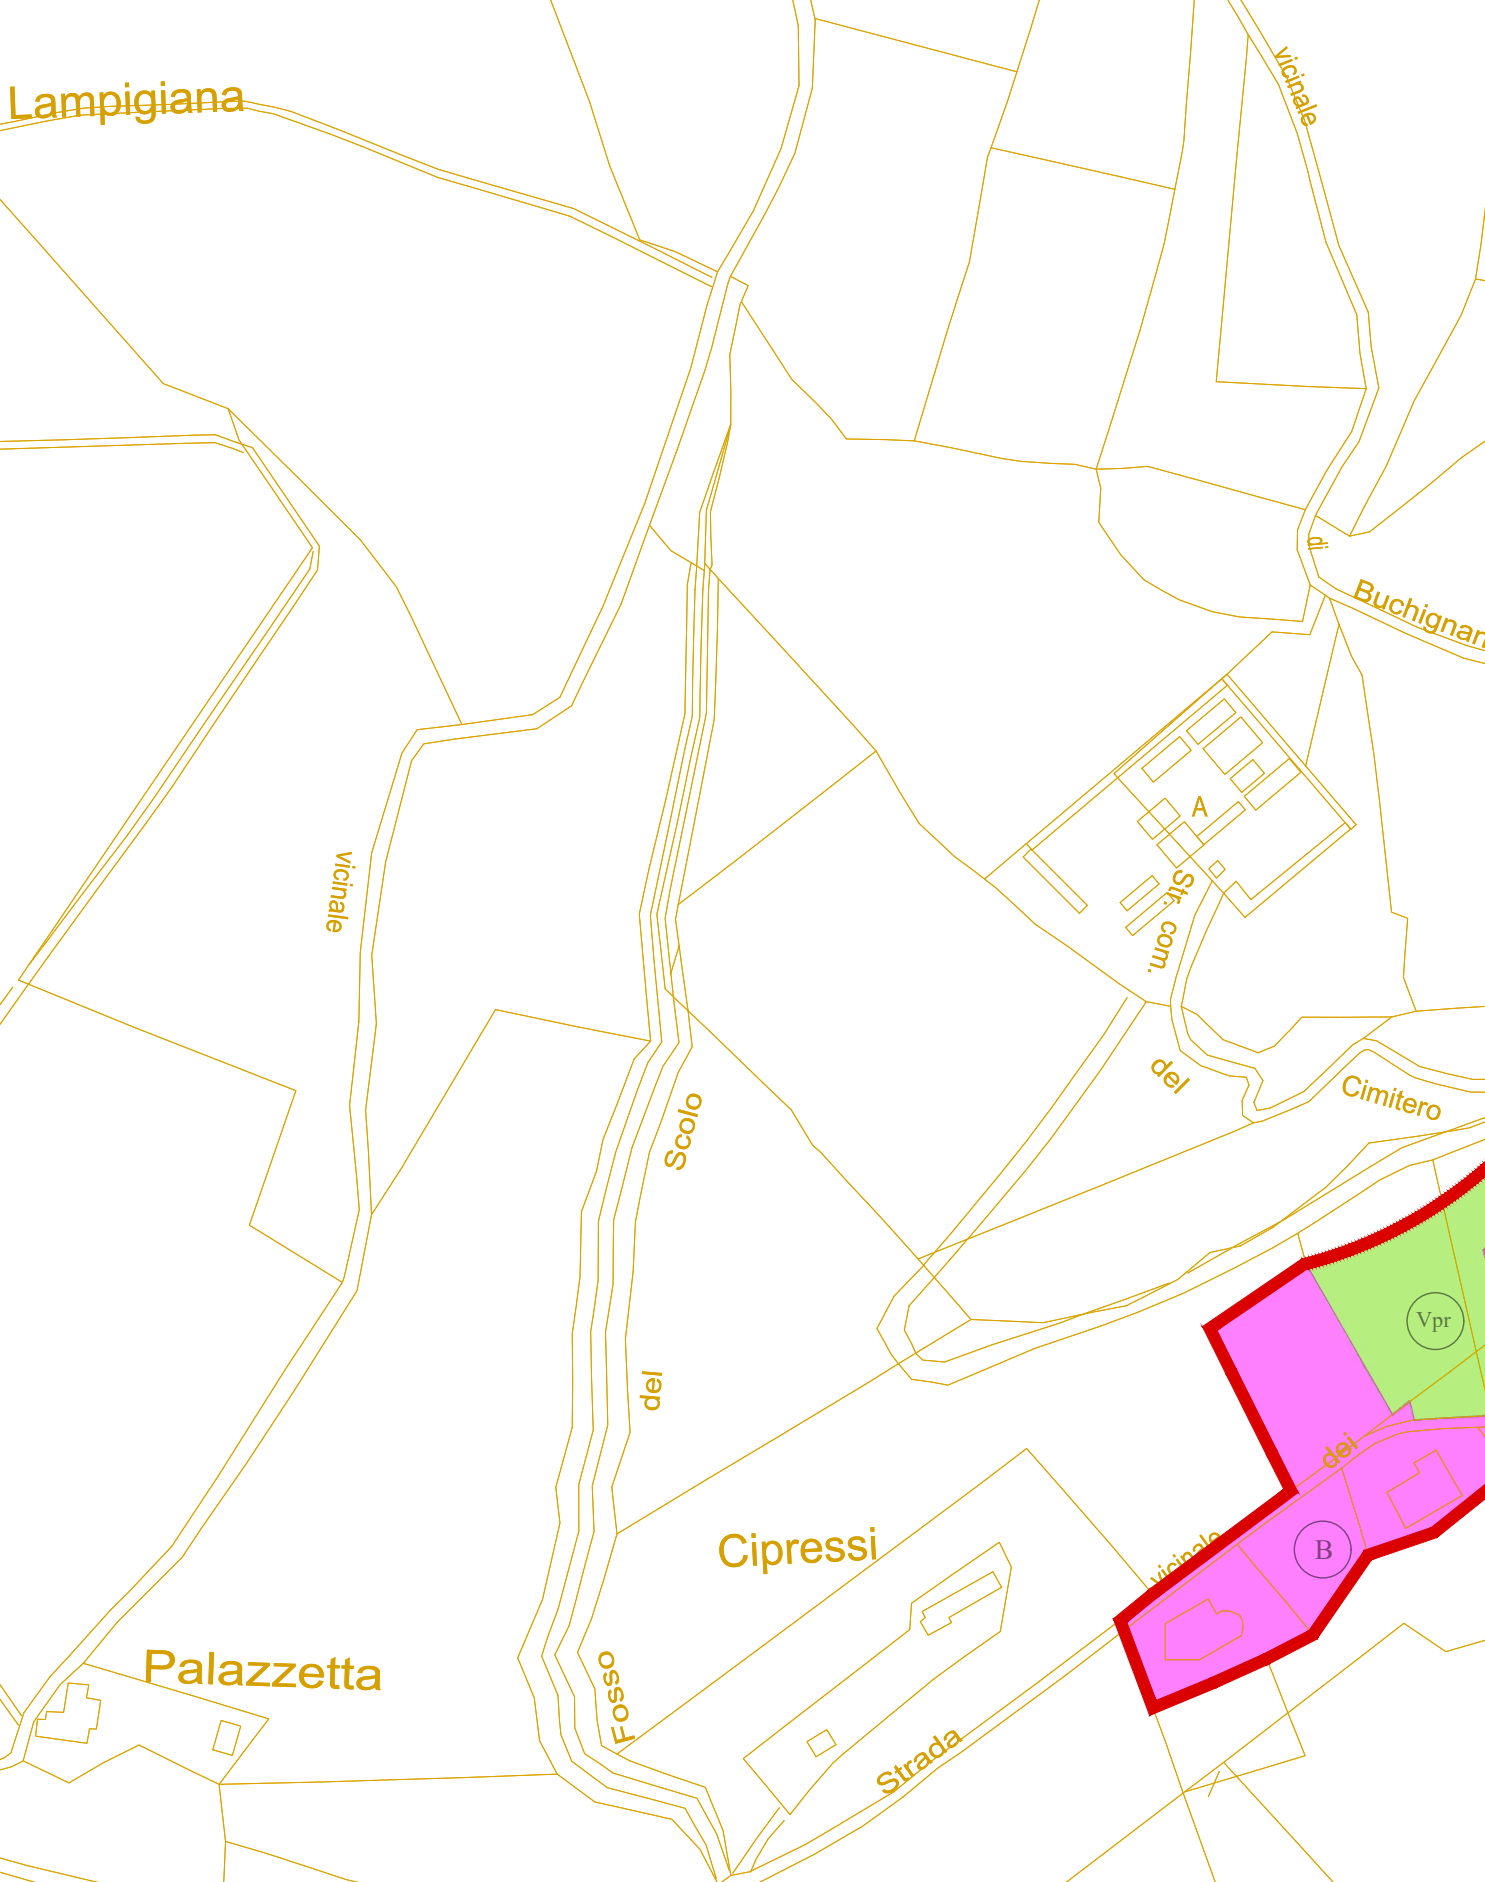 Lampigiana
vicinale
di
Buchignan
A
vicinale
Str. com.
del
Cimitero
Scolo
del
Vpr
dei
B
Cipressi
vicinale
Palazzetta
Fosso
Strada